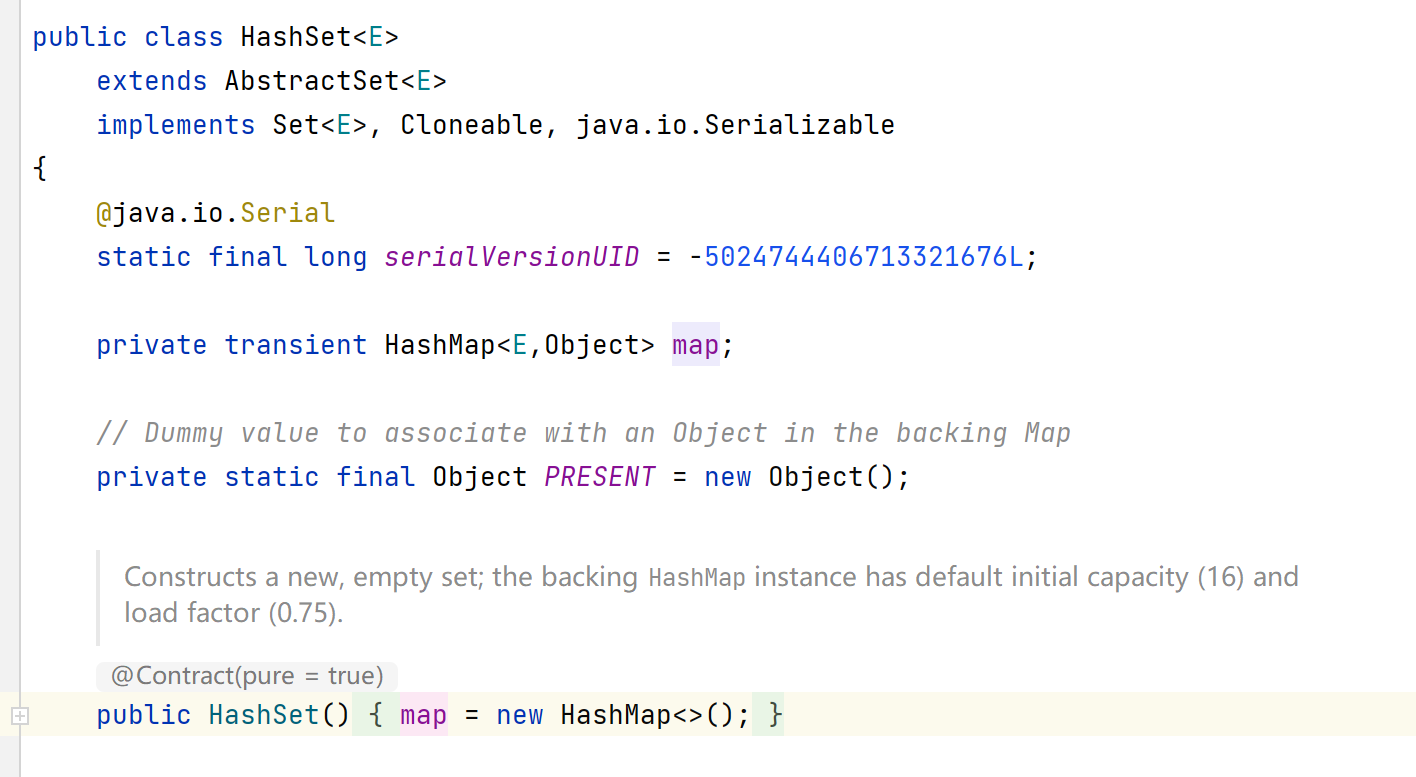 public class HashSet<E>
extends AbstractSet<E>
implements Set<E>, Cloneable, java.io.Serializable
{
@java.io.Serial
static final long serialVersionUID = -5024744406713321676L;
private transient HashMap<E,Object> map;
// Dummy value to associate with an Object in the backing Map
private static final Object PRESENT = new Object();
Constructs a new, empty set; the backing HashMap instance has default initial capacity (16) and
load factor (0.75).
@Contract(pure = true)
public HashSet() { map = new HashMap<>(); }